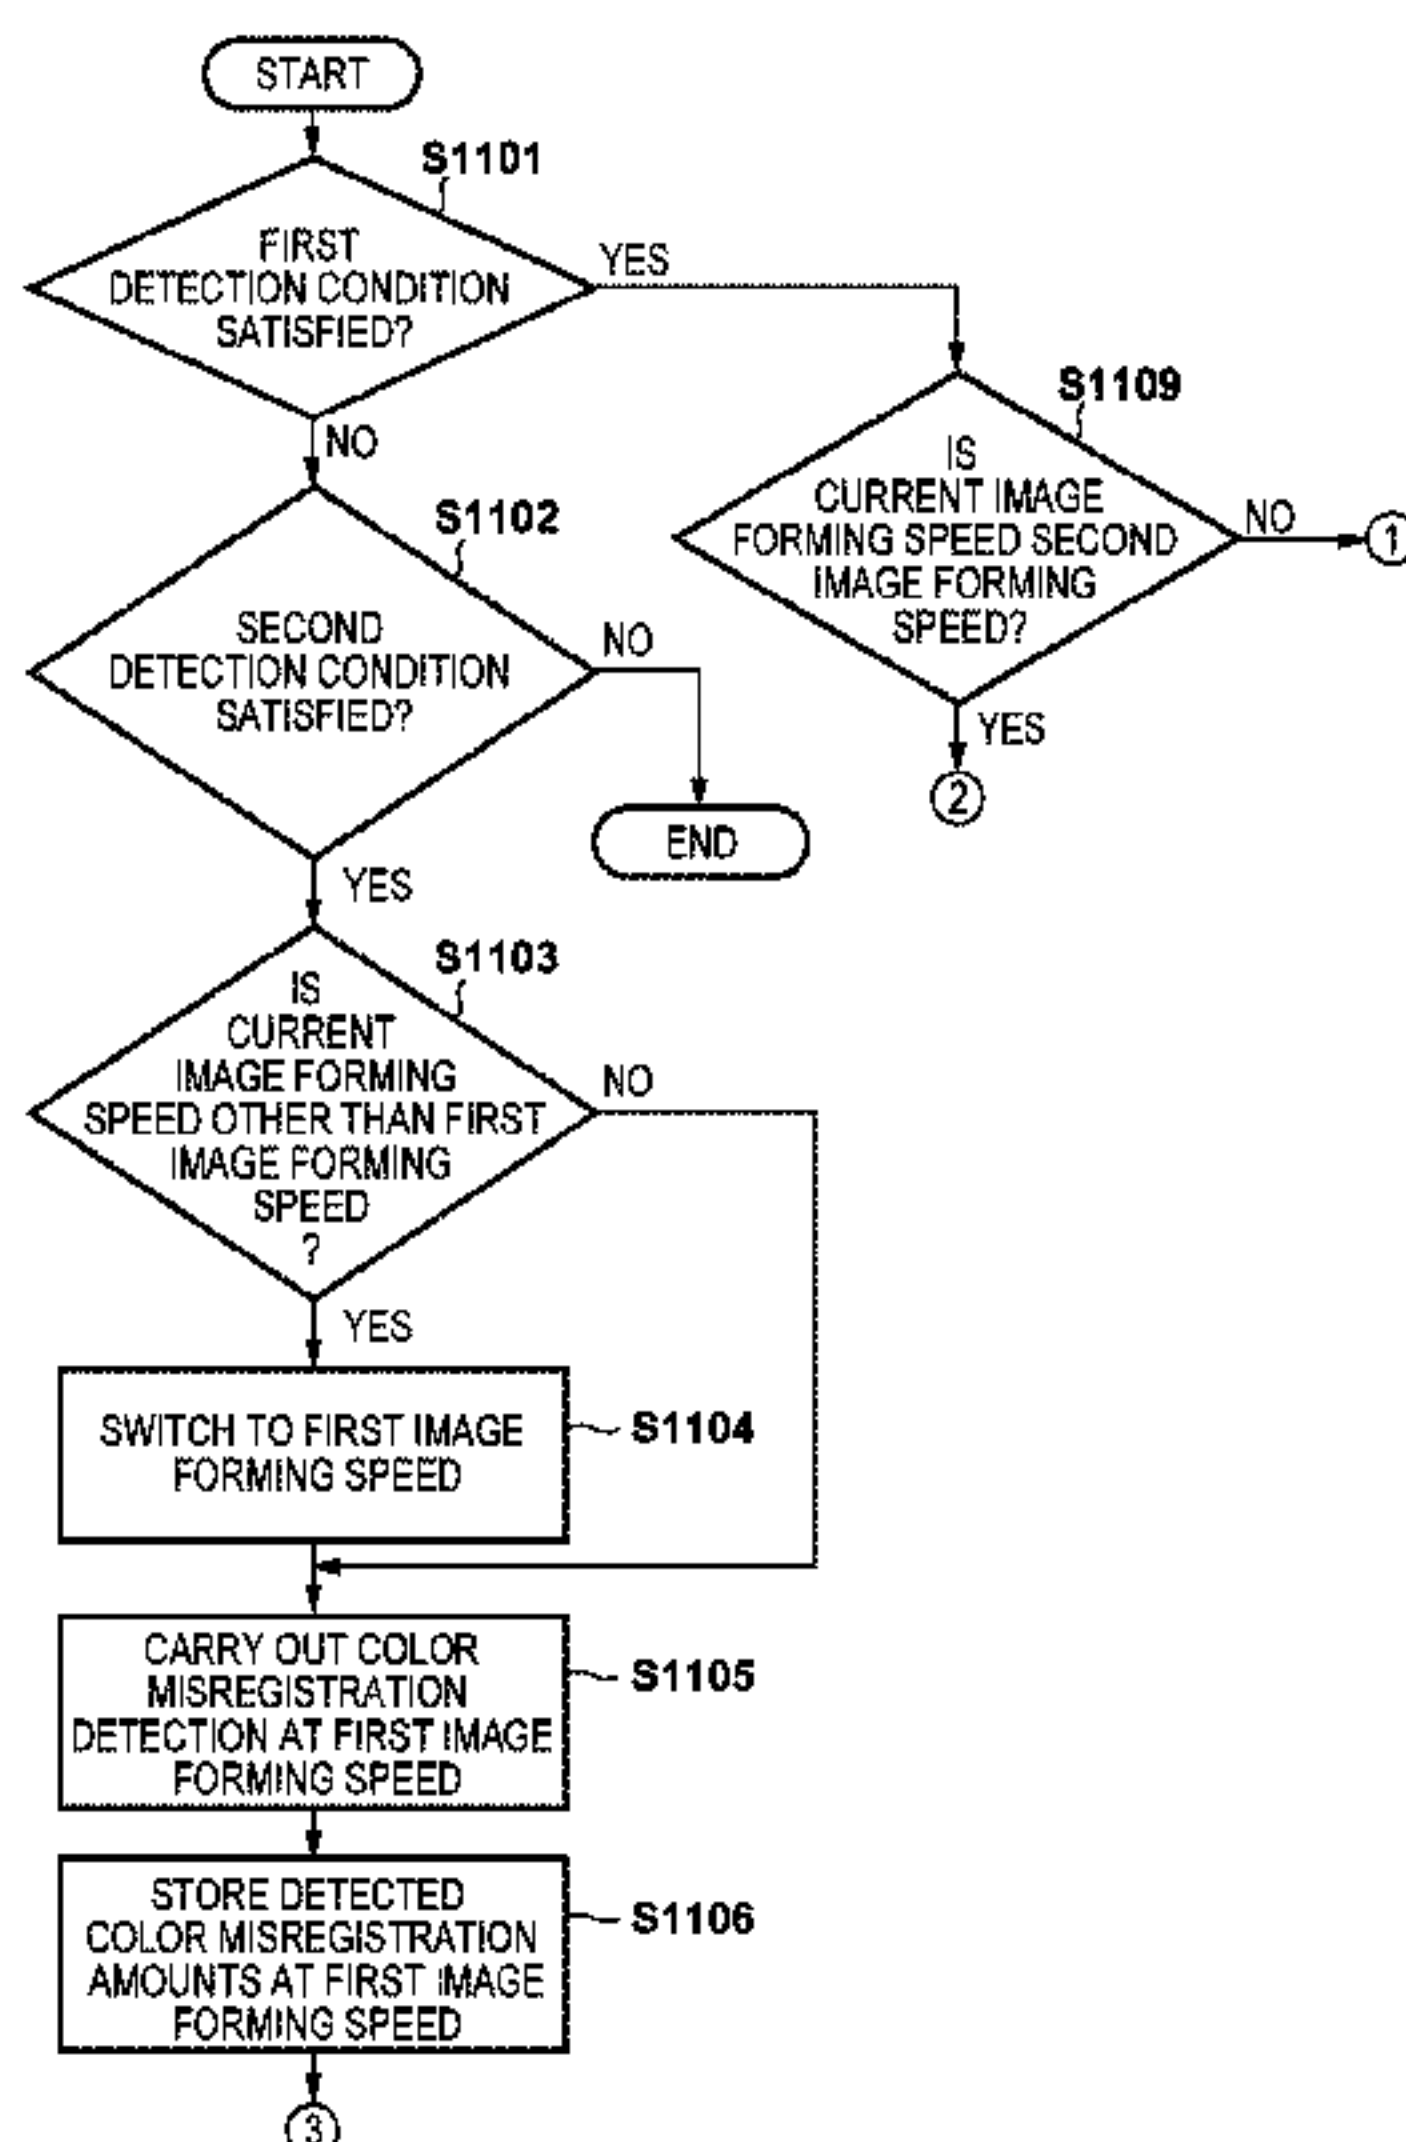 START
S1101
FIRST
DETECTION CONDITION
SATISFIED?
YES
NO
S1109
IS
CURRENT IMAGE
FORMING SPEED SECOND
IMAGE FORMING
SPEED?
NO
1
YES
2
S1102
SECOND
DETECTION CONDITION
SATISFIED?
NO
END
YES
S1103
IS
CURRENT
IMAGE FORMING
SPEED OTHER THAN FIRST
IMAGE FORMING
SPEED
?
NO
YES
SWITCH TO FIRST IMAGE
FORMING SPEED
S1104
CARRY OUT COLOR
MISREGISTRATION
DETECTION AT FIRST IMAGE
FORMING SPEED
S1105
STORE DETECTED
COLOR MISREGISTRATION
AMOUNTS AT FIRST IMAGE
FORMING SPEED
S1106
3